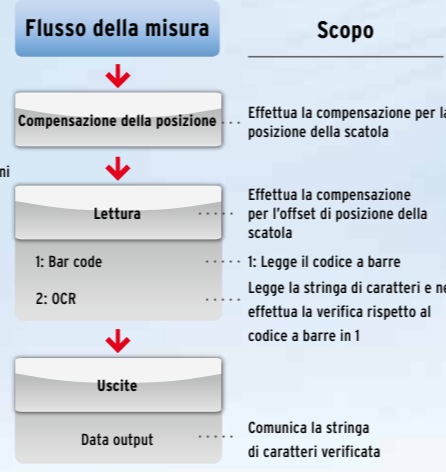 Flusso della misura
Scopo
Compensazione della posizione
Effettua la compensazione per la
posizione della scatola
ni
Lettura
Effettua la compensazione
per l'offset di posizione della
scatola
1: Bar code
1: Legge il codice a barre
2: OCR
Legge la stringa di caratteri e ne
effettua la verifica rispetto al
codice a barre in 1
Uscite
Data output
Comunica la stringa
di caratteri verificata